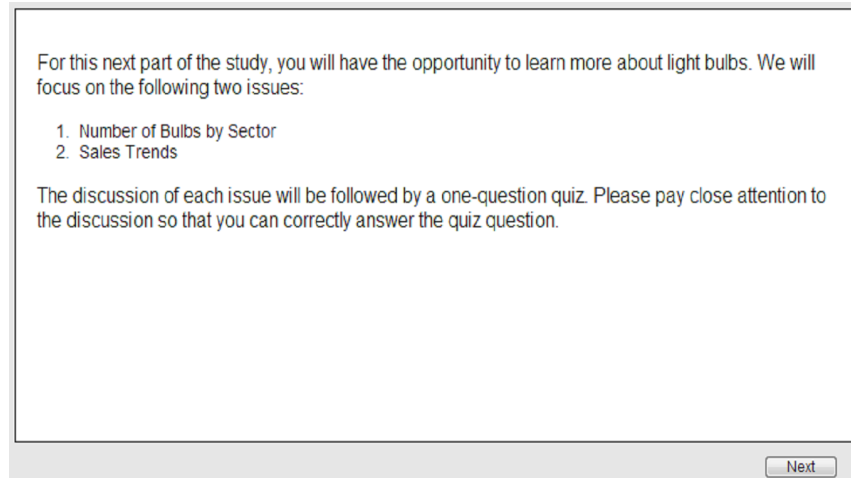 For this next part of the study, you will have the opportunity to learn more about light bulbs. We will
focus on the following two issues:
1. Number of Bulbs by Sector
2. Sales Trends
The discussion of each issue will be followed by a one-question quiz. Please pay close attention to
the discussion so that you can correctly answer the quiz question.
Next